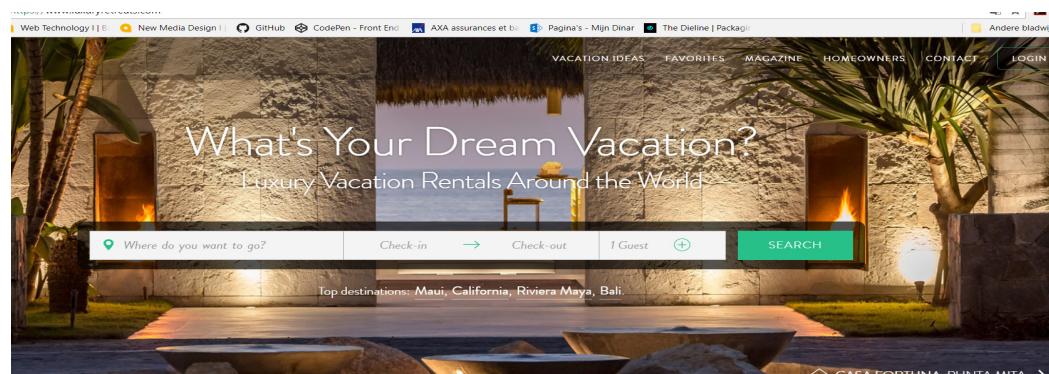 Web Technology I | B
New Media Design I |
GitHub
CodePen - Front End
AXA assurances et ba
Pagina's - Mijn Dinar
The Dieline | Packagin
Andere bladwij
VACATION IDEAS FAVORITES MAGAZINE HOMEOWNERS CONTACT LOGIN
What's Your Dream Vacation?
Luxury Vacation Rentals Around the World
Where do you want to go? Check-in → Check-out 1 Guest + SEARCH
Top destinations: Maui, California, Riviera Maya, Bali.
CASA FORTUNA, PUNTA MITA